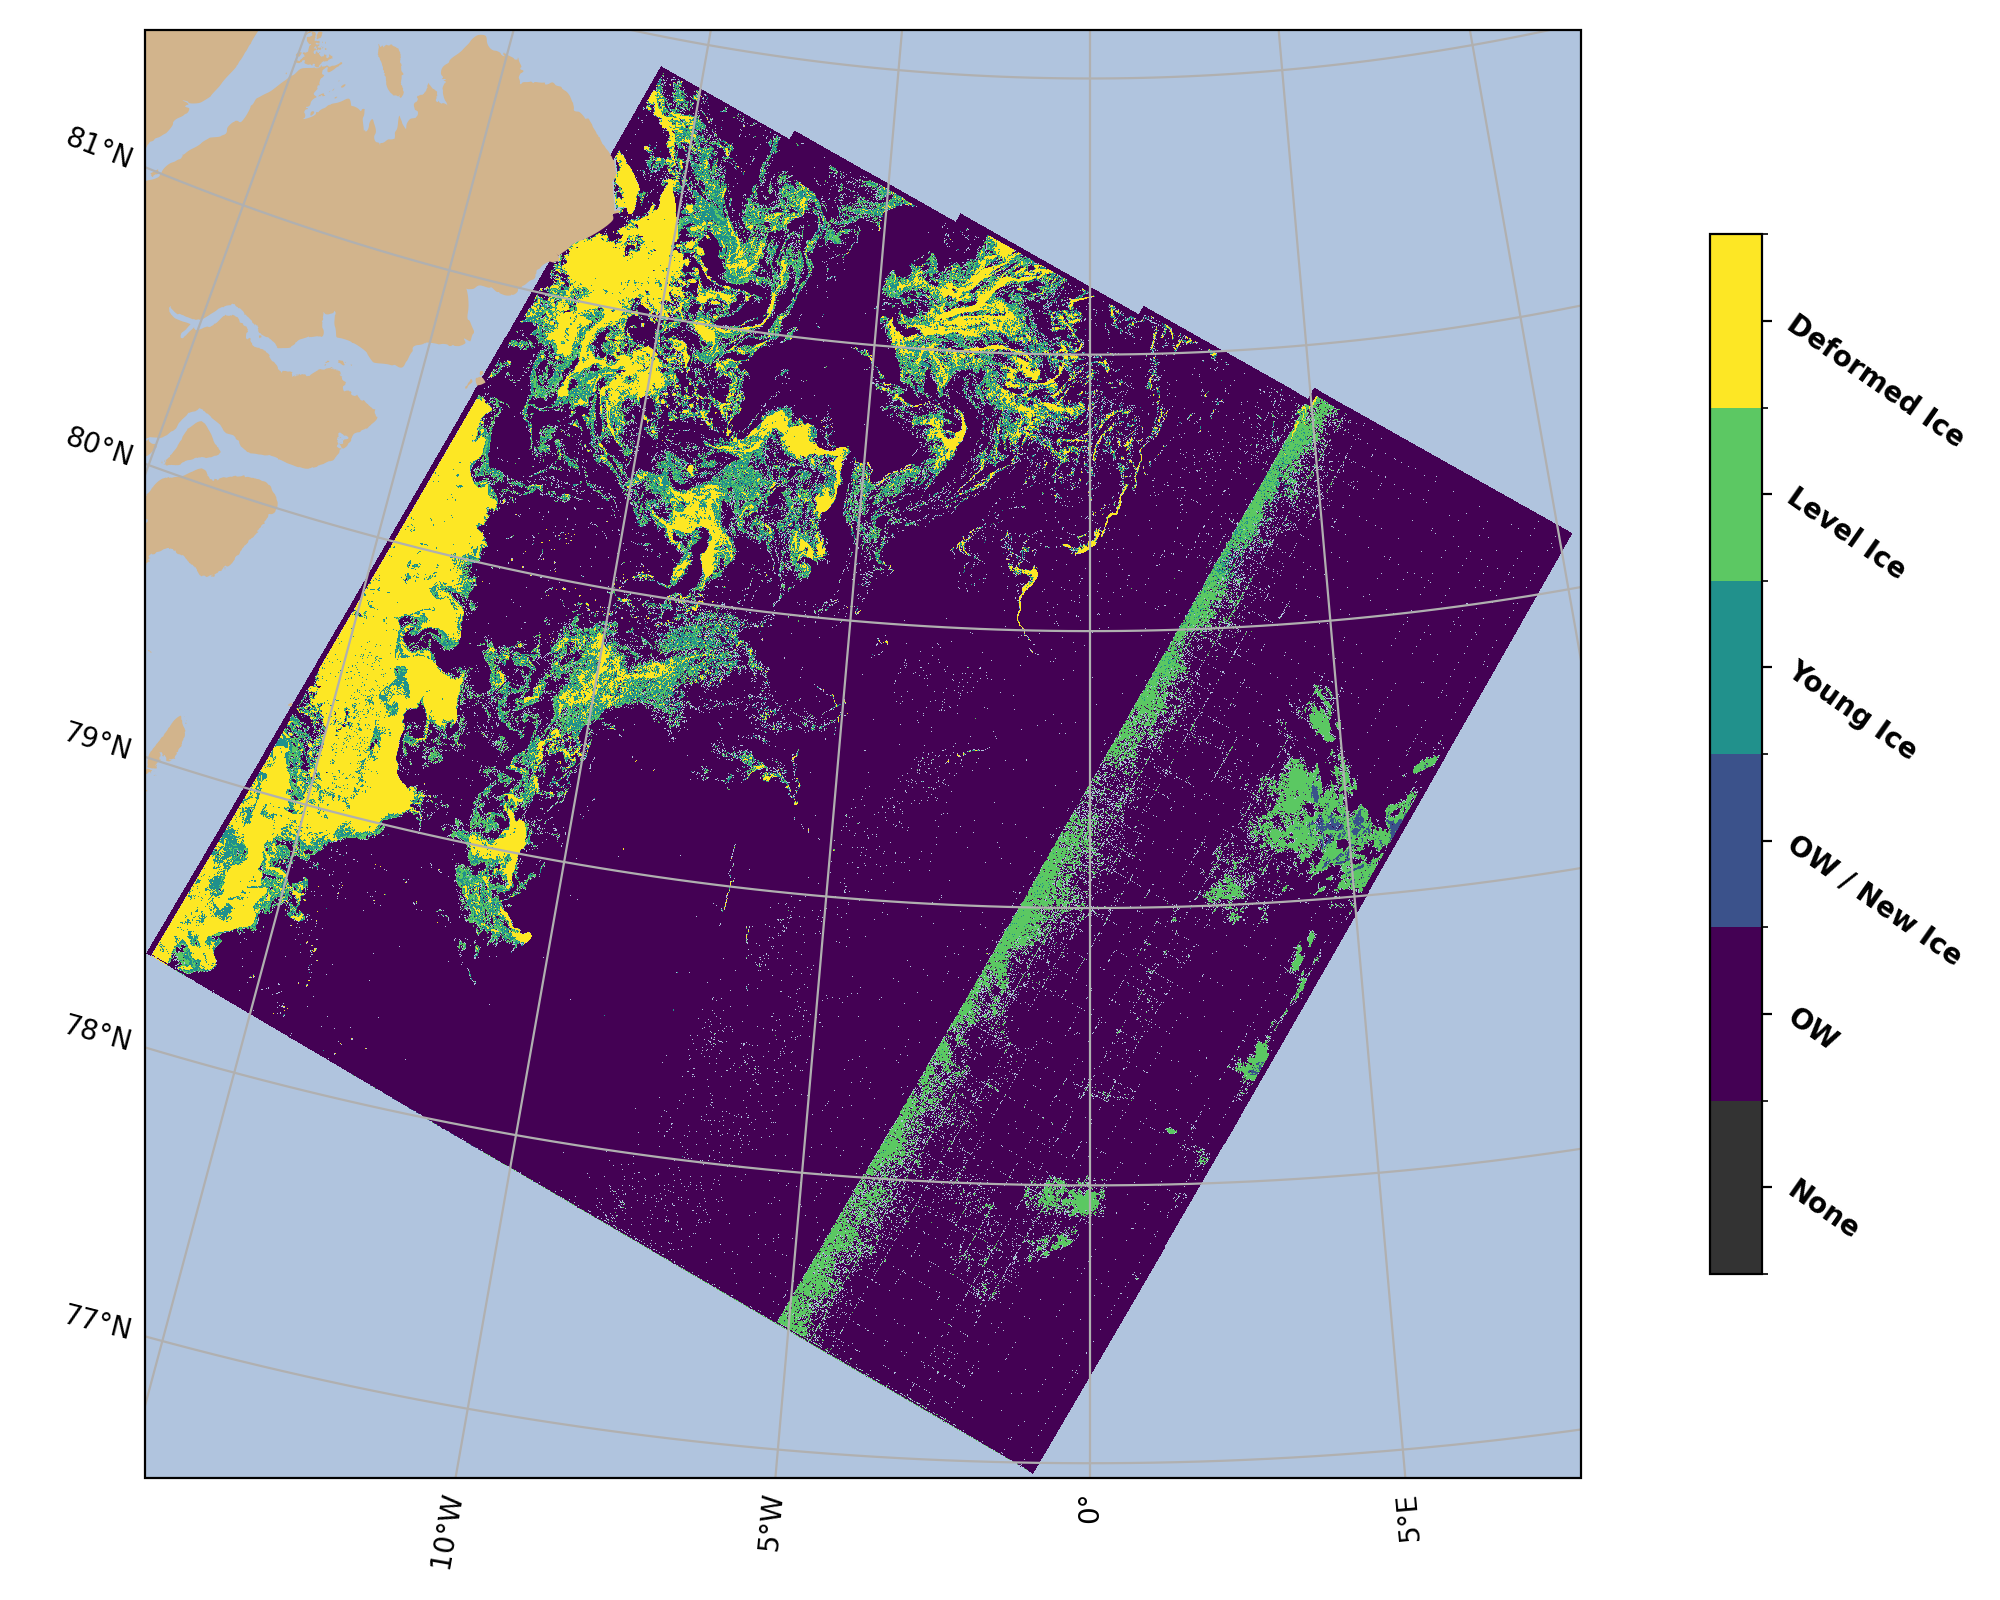 81°N
80°N
79°N
78°N
77°N
10°W
5°W
0°
5°E
Deformed Ice
Level Ice
Young Ice
OW / New Ice
OW
None